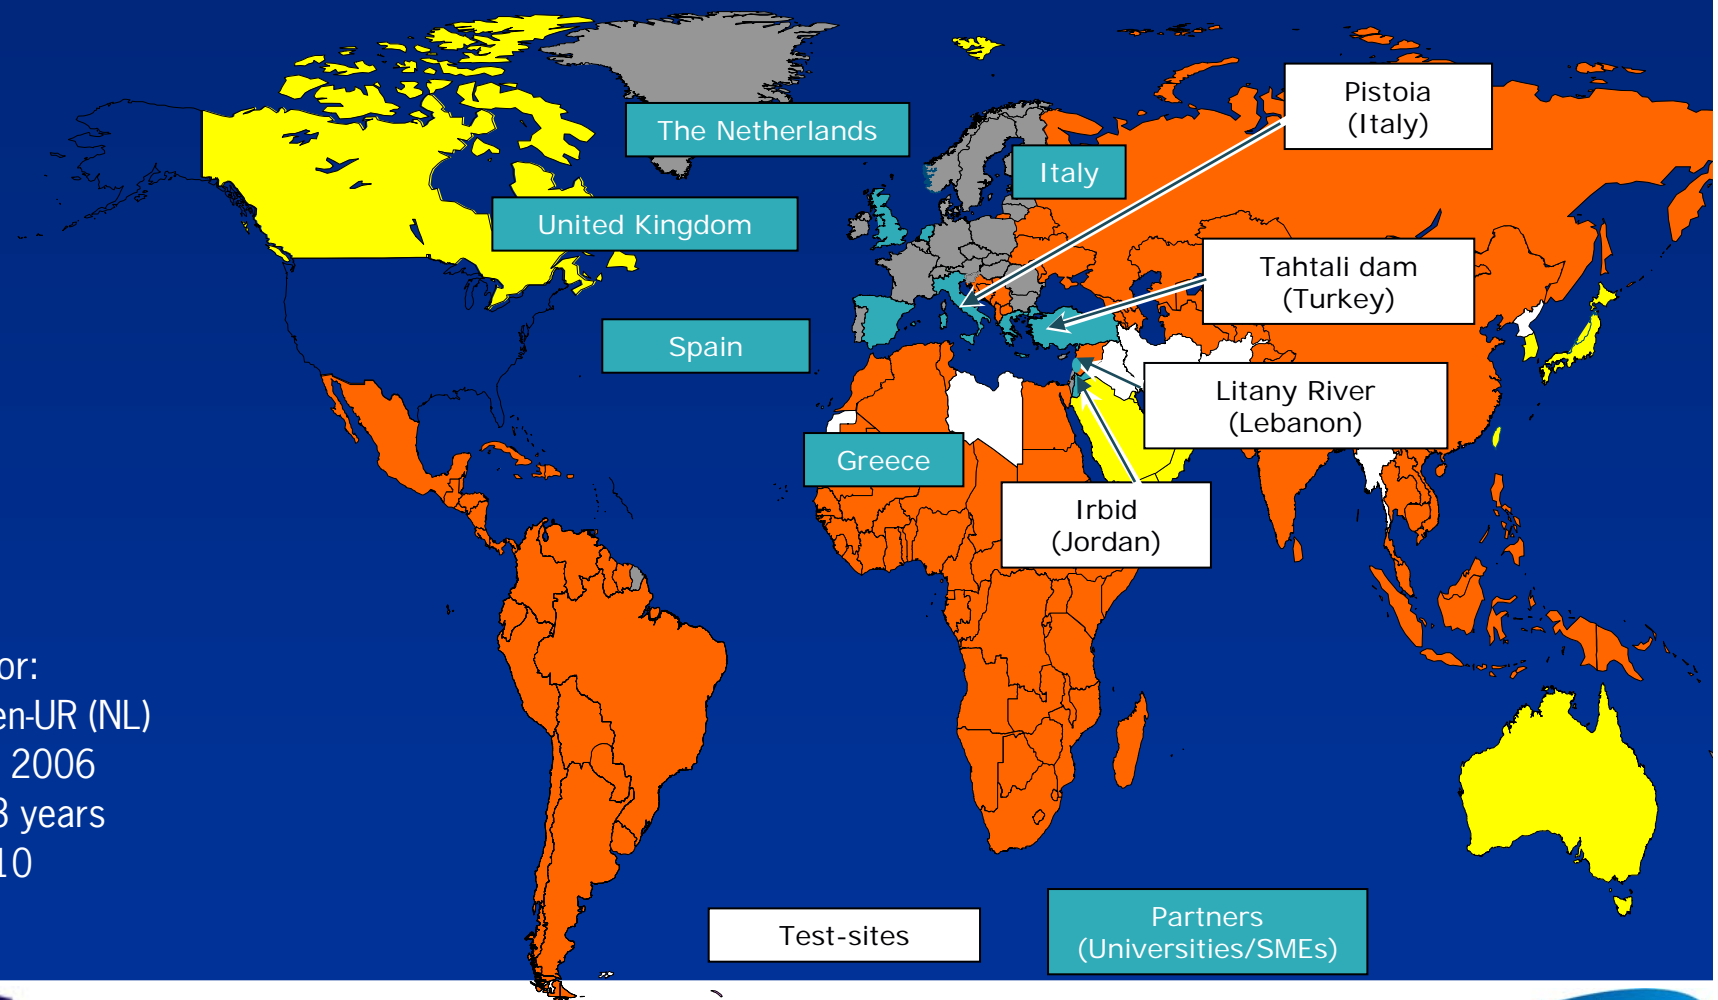 Pistoia
(Italy)
The Netherlands
Italy
United Kingdom
Tahtali dam
(Turkey)
Spain
Litany River
(Lebanon)
Greece
Irbid
(Jordan)
or:
en-UR (NL)
2006
3 years
10
Test-sites
Partners
(Universities/SMEs)